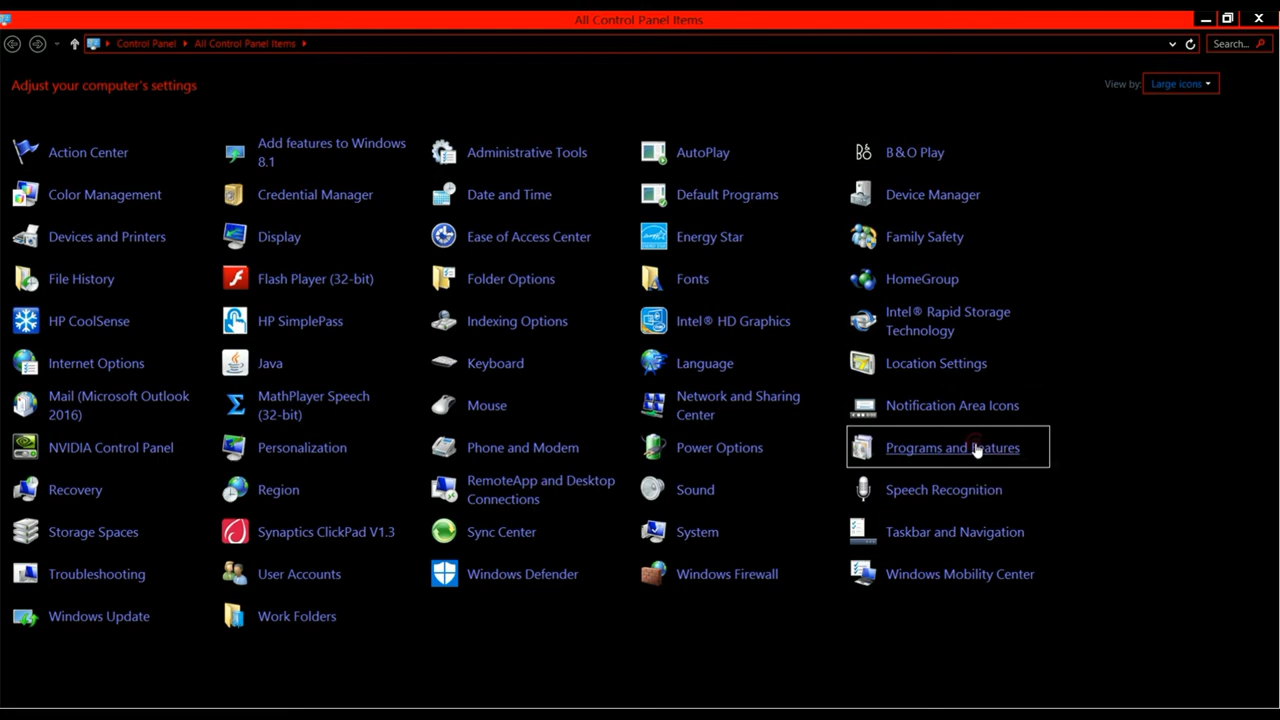 All Control Panel Items
Control Panel All Control Panel Items
Search...
Adjust your computer's settings
View by: Large icons
Action Center
Add features to Windows
8.1
Administrative Tools
AutoPlay
B&O
B&O Play
Color Management
Credential Manager
Date and Time
Default Programs
Device Manager
Devices and Printers
Display
Ease of Access Center
Energy Star
Family Safety
File History
Flash Player (32-bit)
Folder Options
Fonts
HomeGroup
HP CoolSense
HP SimplePass
Indexing Options
Intel® HD Graphics
Intel® Rapid Storage
Technology
Internet Options
Java
Keyboard
Language
Location Settings
Mail (Microsoft Outlook
2016)
MathPlayer Speech
(32-bit)
Mouse
Network and Sharing
Center
Notification Area Icons
NVIDIA Control Panel
Personalization
Phone and Modem
Power Options
Programs and Features
Recovery
Region
RemoteApp and Desktop
Connections
Sound
Speech Recognition
Storage Spaces
Synaptics ClickPad V1.3
Sync Center
System
Taskbar and Navigation
Troubleshooting
User Accounts
Windows Defender
Windows Firewall
Windows Mobility Center
Windows Update
Work Folders